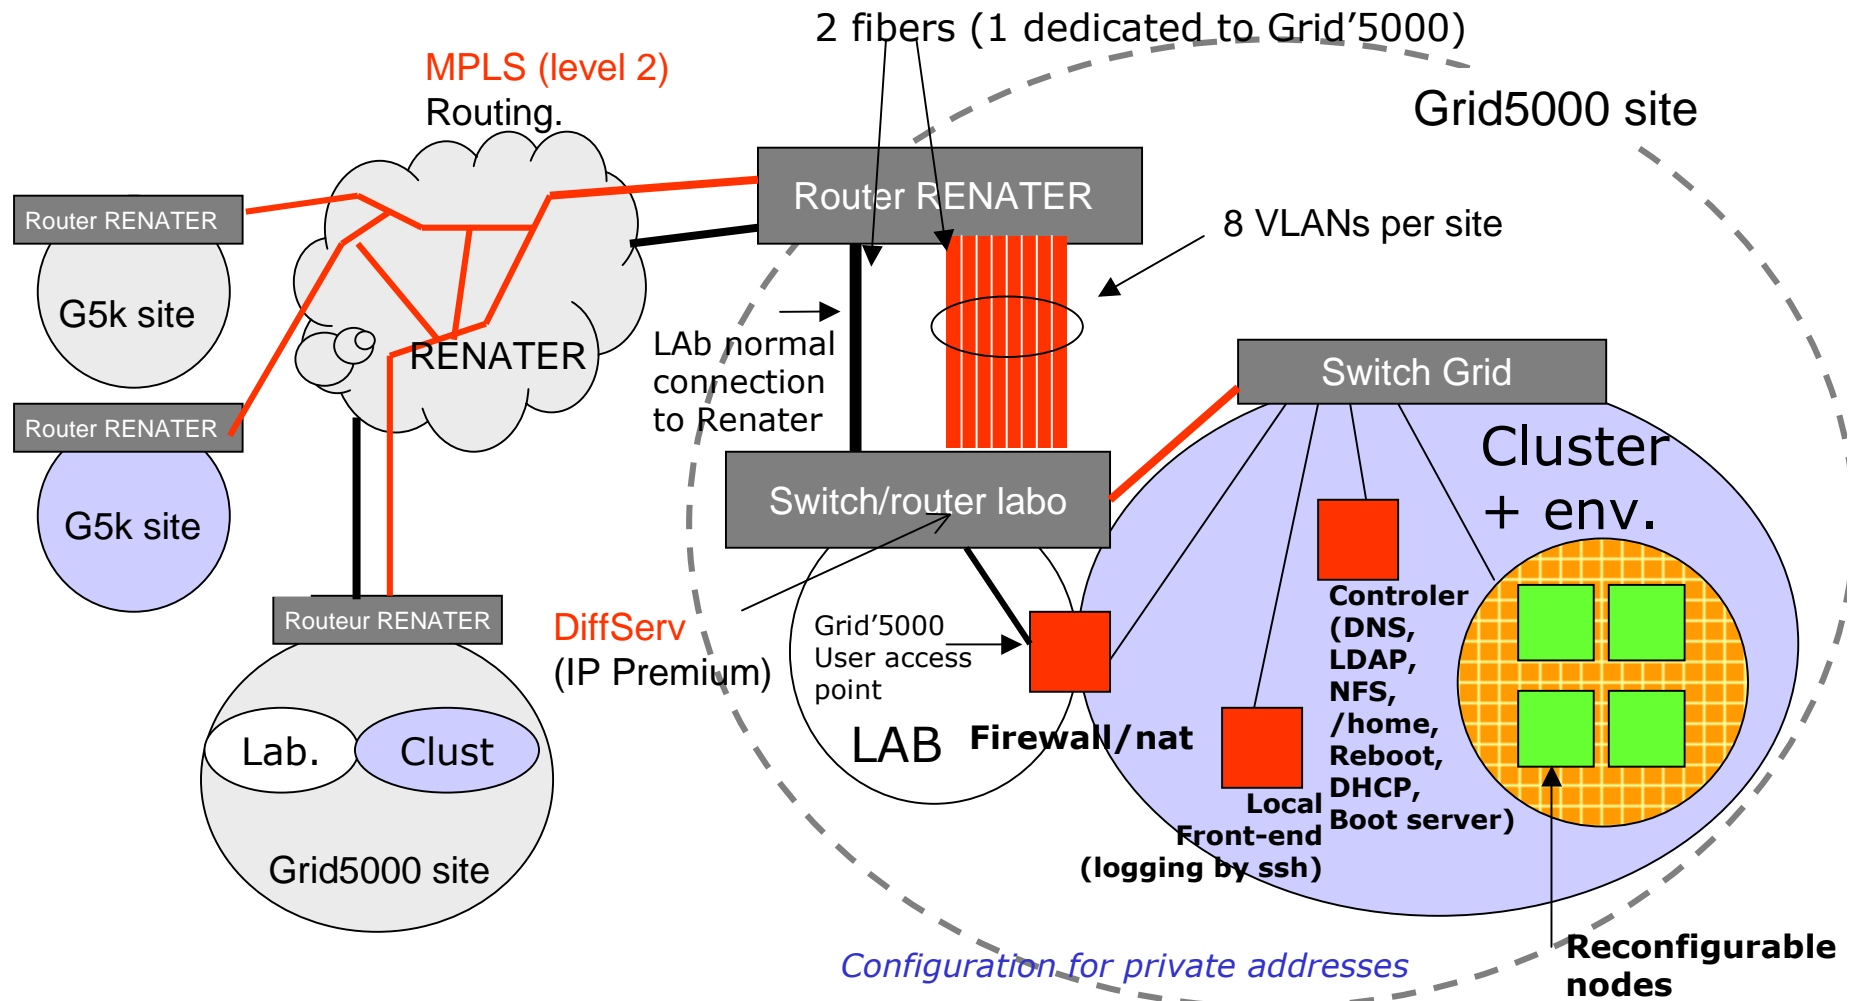 2 fibers (1 dedicated to Grid'5000)
MPLS (level 2)
Routing.
Grid5000 site
Router RENATER
Router RENATER
8 VLANs per site
G5k site
RENATER
LAb normal
connection
to Renater
Switch Grid
Router RENATER
G5k site
Cluster
+ env.
Switch/router labo
Routeur RENATER
DiffServ
(IP Premium)
Grid'5000
User access
point
LAB
Firewall/nat
Controler
(DNS,
LDAP,
NFS,
/home,
Reboot,
DHCP,
Boot server)
Lab.
Clust
Grid5000 site
Local
Front-end
(logging by ssh)
Configuration for private addresses
Reconfigurable
nodes